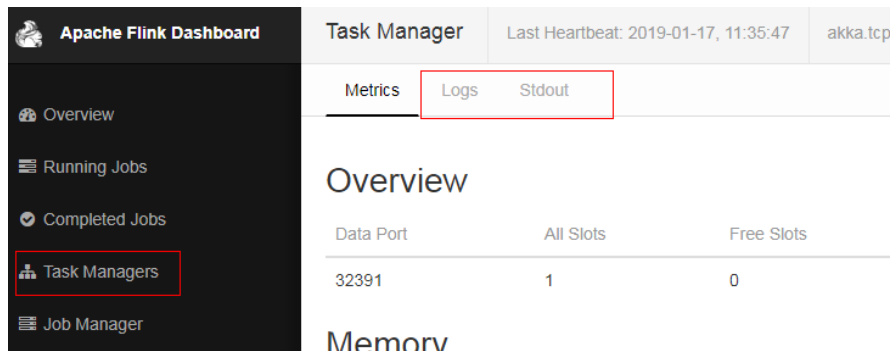 Apache Flink Dashboard
Overview
Running Jobs
Completed Jobs
Task Managers
Job Manager
Task Manager
Last Heartbeat: 2019-01-17, 11:35:47
akka.tcp
Metrics Logs Stdout
Overview
Data Port All Slots Free Slots
32391 1 0
Memory